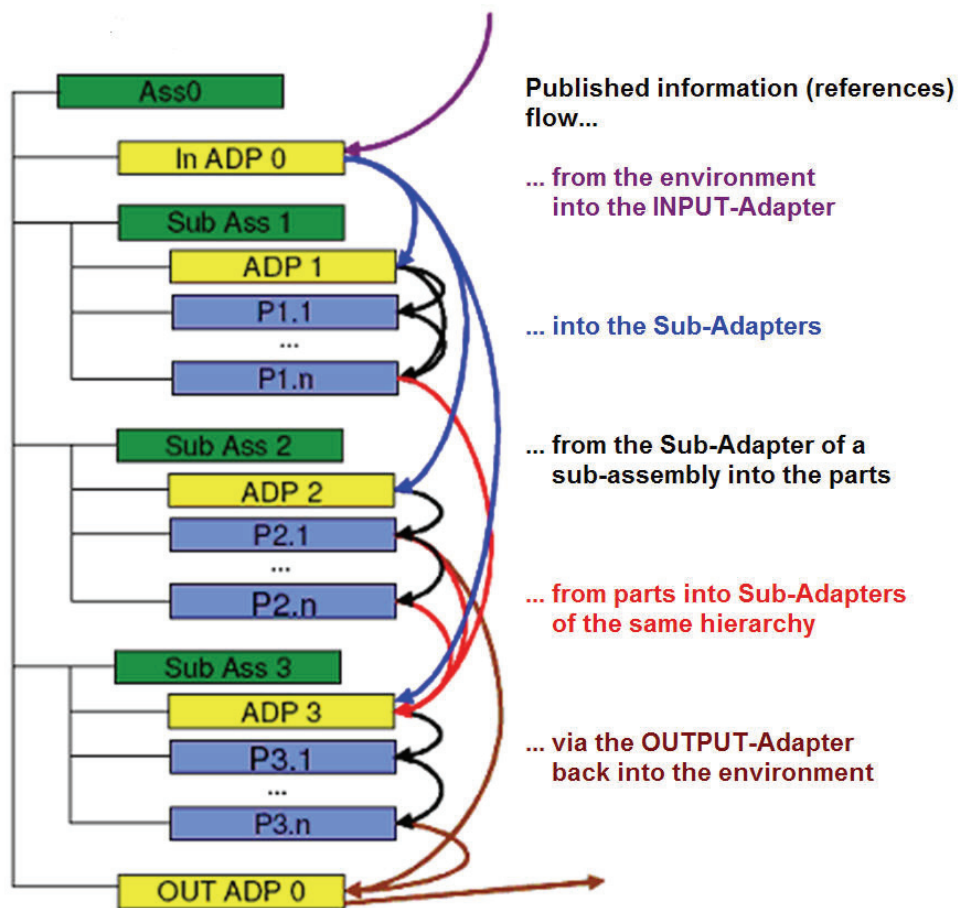 Ass0
In ADP 0
Sub Ass 1
ADP 1
P1.1
...
P1.n
Sub Ass 2
ADP 2
P2.1
...
P2.n
Sub Ass 3
ADP 3
P3.1
...
P3.n
OUT ADP 0
Published information (references)
flow...
... from the environment
into the INPUT-Adapter
... into the Sub-Adapters
... from the Sub-Adapter of a
sub-assembly into the parts
... from parts into Sub-Adapters
of the same hierarchy
... via the OUTPUT-Adapter
back into the environment